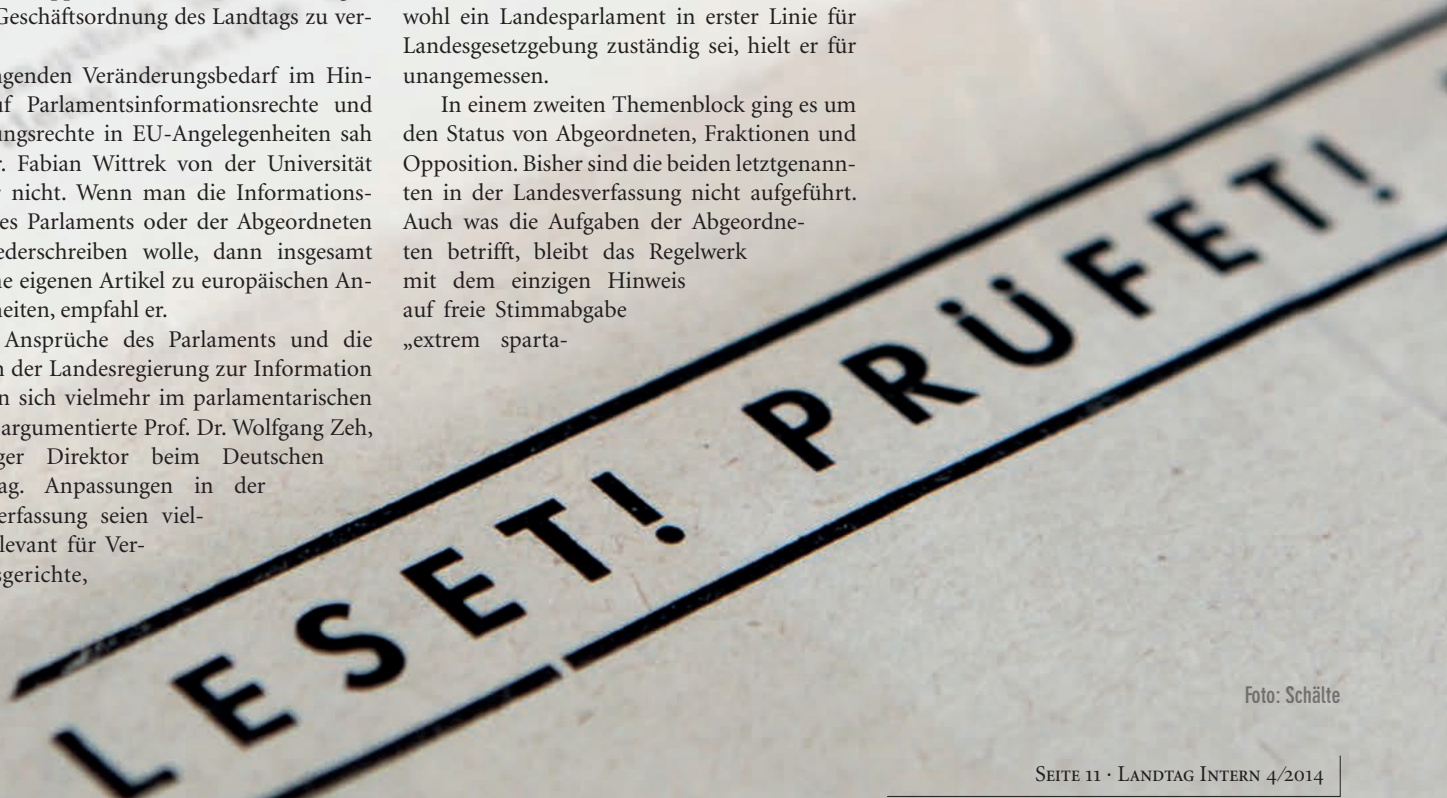 Geschäftsordnung des Landtags zu ver-
genden Veränderungsbedarf im Hin-
f Parlamentsinformationsrechte und
ungsrechte in EU-Angelegenheiten sah
r. Fabian Wittrek von der Universität
nicht. Wenn man die Informations-
es Parlaments oder der Abgeordneten
ederschreiben wolle, dann insgesamt
ne eigenen Artikel zu europäischen An-
eiten, empfahl er.
Ansprüche des Parlaments und die
n der Landesregierung zur Information
n sich vielmehr im parlamentarischen
argumentierte Prof. Dr. Wolfgang Zeh,
ger Direktor beim Deutschen
ag. Anpassungen in der
erfassung seien viel-
levant für Ver-
sgerichte,
wohl ein Landesparlament in erster Linie für
Landesgesetzgebung zuständig sei, hielt er für
unangemessen.
In einem zweiten Themenblock ging es um
den Status von Abgeordneten, Fraktionen und
Opposition. Bisher sind die beiden letztgenann-
ten in der Landesverfassung nicht aufgeführt.
Auch was die Aufgaben der Abgeordne-
ten betrifft, bleibt das Regelwerk
mit dem einzigen Hinweis
auf freie Stimmabgabe
„extrem sparta-
LESET! PRÜFET!
Foto: Schälte
SEITE 11 · LANDTAG INTERN 4/2014